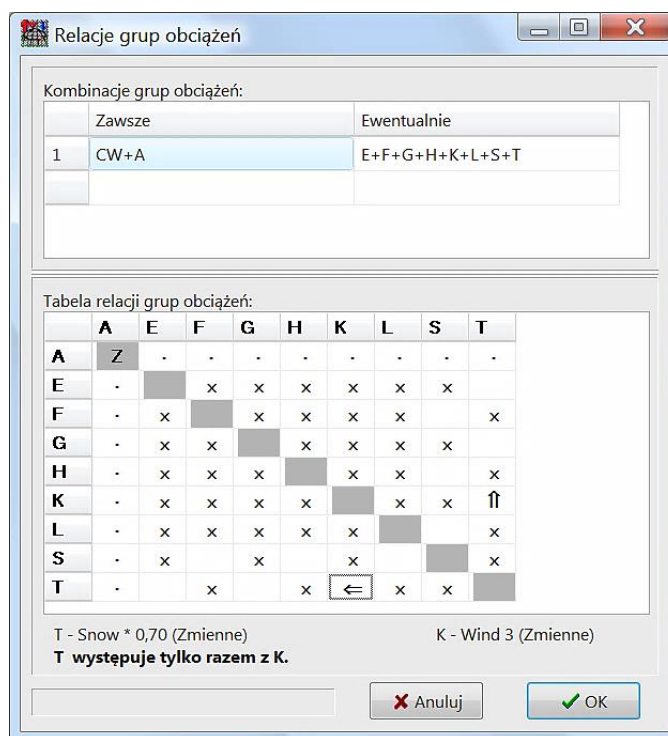 Relacje grup obciążeń
Kombinacje grup obciążeń:
Zawsze Ewentualnie
1 CW+A E+F+G+H+K+L+S+T
Tabela relacji grup obciążeń:
A E F G H K L S T
A Z · · · · · · · ·
E · x x x x x x
F · x x x x x x
G · x x x x x x
H · x x x x x x
K · x x x x x x ⇑
L · x x x x x x
S · x x x x
T · x x ⇐ x x
T - Snow * 0,70 (Zmienne) K - Wind 3 (Zmienne)
T występuje tylko razem z K.
Anuluj OK